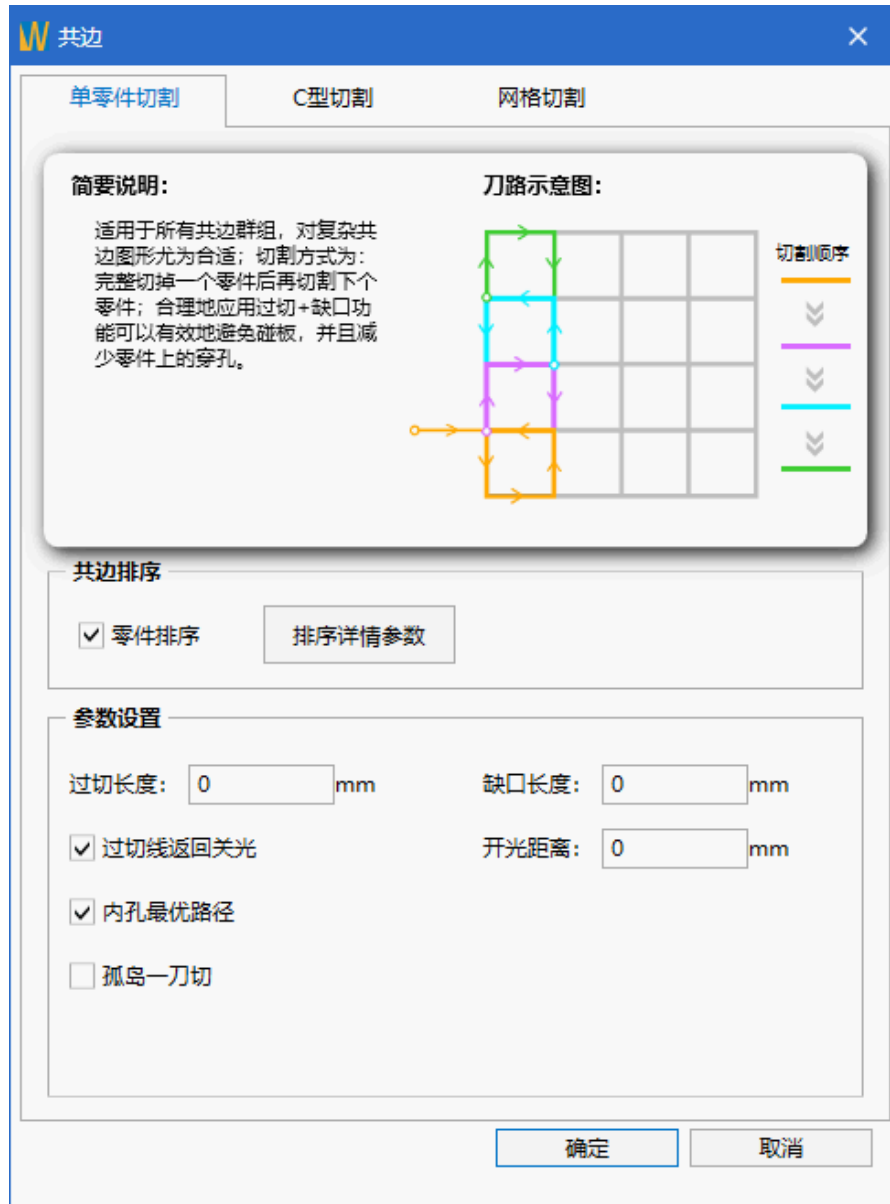 共边
单零件切割 C型切割 网格切割
简要说明：
刀路示意图：
适用于所有共边群组，对复杂共
边图形尤为合适；切割方式为：
完整切掉一个零件后再切割下个
零件；合理地应用过切+缺口功
能可以有效地避免碰板，并且减
少零件上的穿孔。
切割顺序
共边排序
零件排序 排序详情参数
参数设置
过切长度： 0 mm 缺口长度： 0 mm
过切线返回关光 开光距离： 0 mm
内孔最优路径
孤岛一刀切
确定 取消